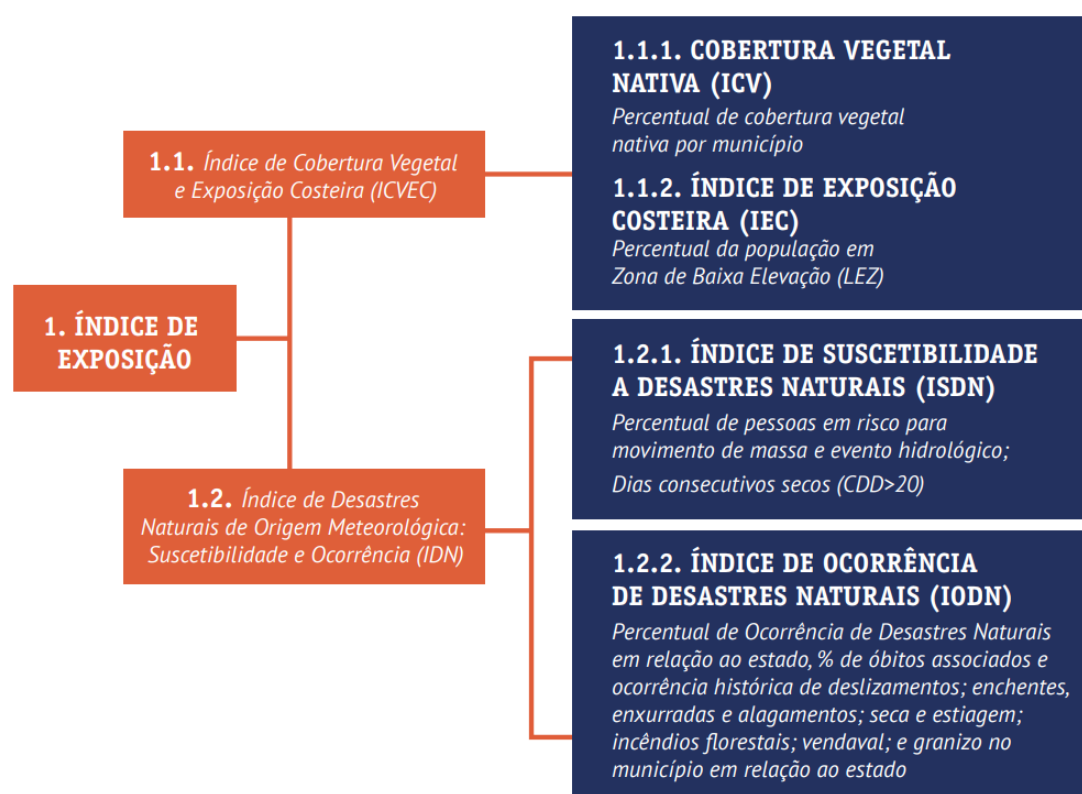 1. ÍNDICE DE
EXPOSIÇÃO
1.1. Índice de Cobertura Vegetal
e Exposição Costeira (ICVEC)
1.1.1. COBERTURA VEGETAL
NATIVA (ICV)
Percentual de cobertura vegetal
nativa por município
1.1.2. ÍNDICE DE EXPOSIÇÃO
COSTEIRA (IEC)
Percentual da população em
Zona de Baixa Elevação (LEZ)
1.2. Índice de Desastres
Naturais de Origem Meteorológica:
Suscetibilidade e Ocorrência (IDN)
1.2.1. ÍNDICE DE SUSCETIBILIDADE
A DESASTRES NATURAIS (ISDN)
Percentual de pessoas em risco para
movimento de massa e evento hidrológico;
Dias consecutivos secos (CDD>20)
1.2.2. ÍNDICE DE OCORRÊNCIA
DE DESASTRES NATURAIS (IODN)
Percentual de Ocorrência de Desastres Naturais
em relação ao estado, % de óbitos associados e
ocorrência histórica de deslizamentos; enchentes,
enxurradas e alagamentos; seca e estiagem;
incêndios florestais; vendaval; e granizo no
município em relação ao estado